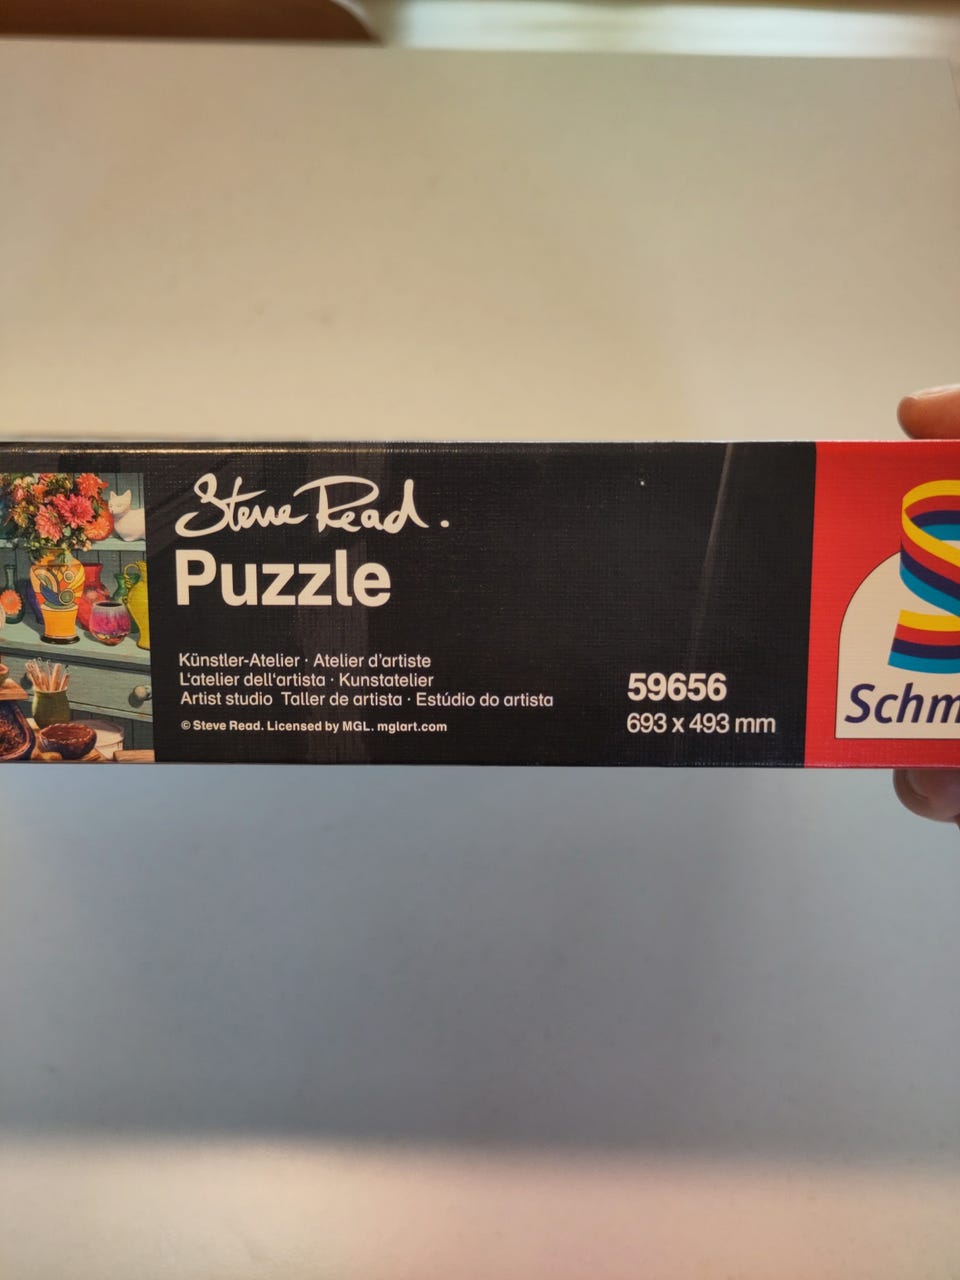 Steve Read.
Puzzle
Künstler-Atelier · Atelier d'artiste
L'atelier dell'artista · Kunstatelier
Artist studio Taller de artista · Estúdio do artista
© Steve Read. Licensed by MGL. mglart.com
59656
693 x 493 mm
Schm